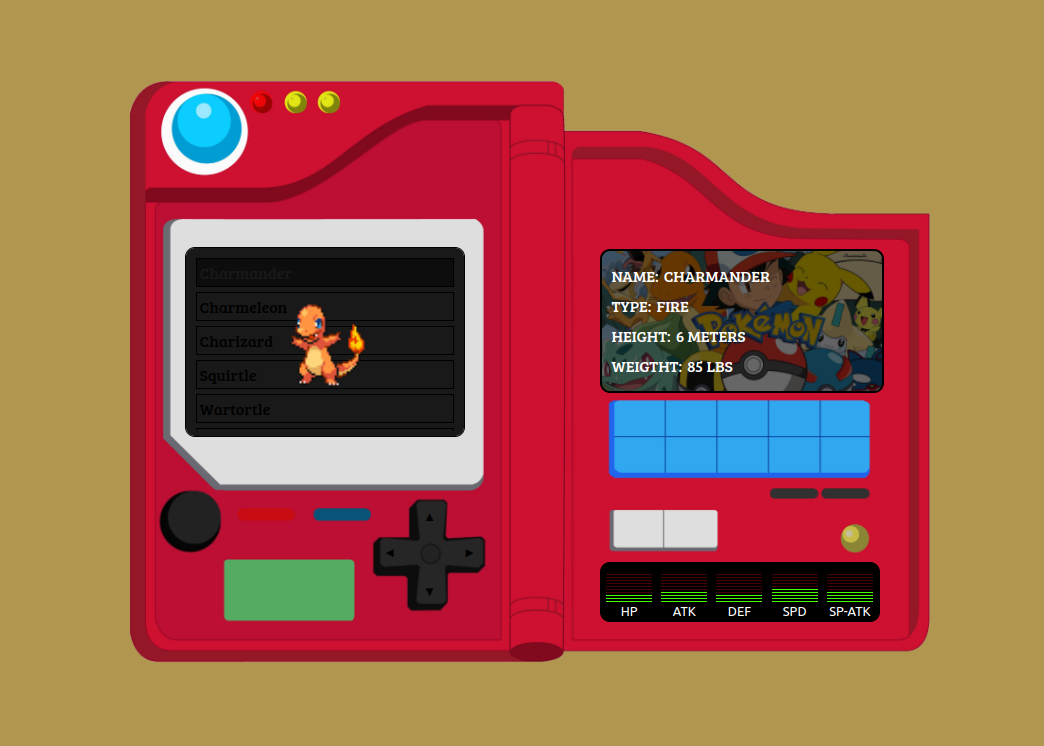 Charmander
Charmeleon
Charizard
Squirtle
Wartortle
NAME: CHARMANDER
TYPE: FIRE
HEIGHT: 6 METERS
WEIGTHT: 85 LBS
POKéMON
HP ATK DEF SPD SP-ATK